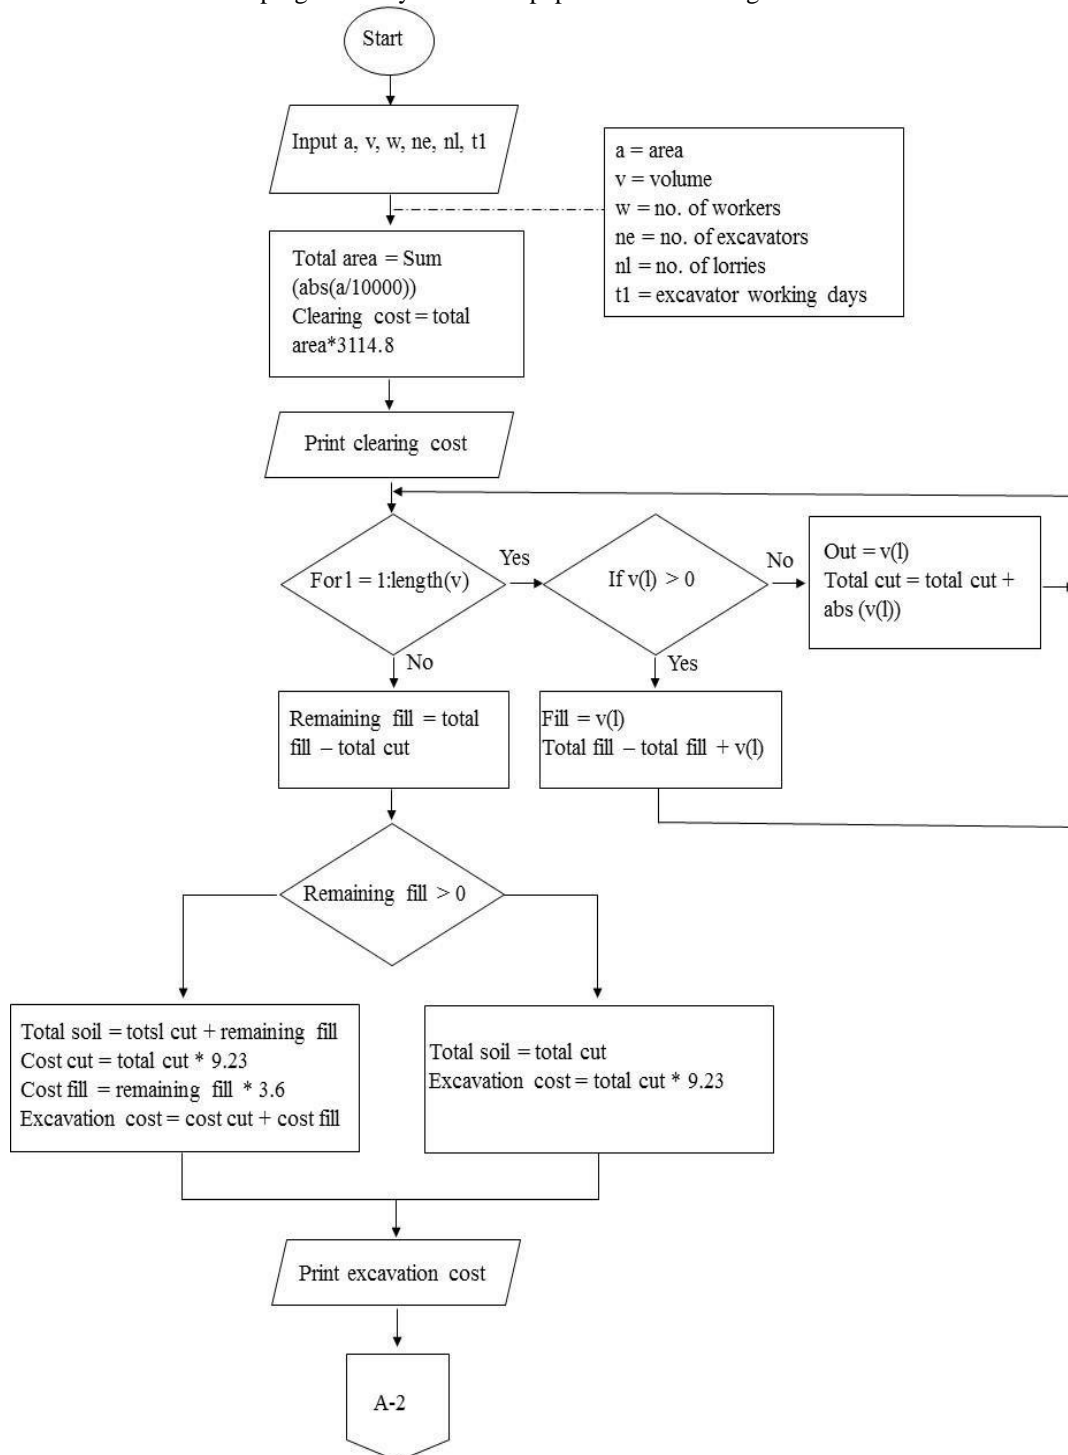 Start
Input a, v, w, ne, nl, t1
a = area
v = volume
w = no. of workers
ne = no. of excavators
nl = no. of lorries
t1 = excavator working days
Total area = Sum
(abs(a/10000))
Clearing cost = total
area*3114.8
Print clearing cost
For l = 1:length(v)
Yes
If v(l) > 0
No
Out = v(l)
Total cut = total cut +
abs (v(l))
No
Yes
Remaining fill = total
fill – total cut
Fill = v(l)
Total fill – total fill + v(l)
Remaining fill > 0
Total soil = totsl cut + remaining fill
Cost cut = total cut * 9.23
Cost fill = remaining fill * 3.6
Excavation cost = cost cut + cost fill
Total soil = total cut
Excavation cost = total cut * 9.23
Print excavation cost
A-2